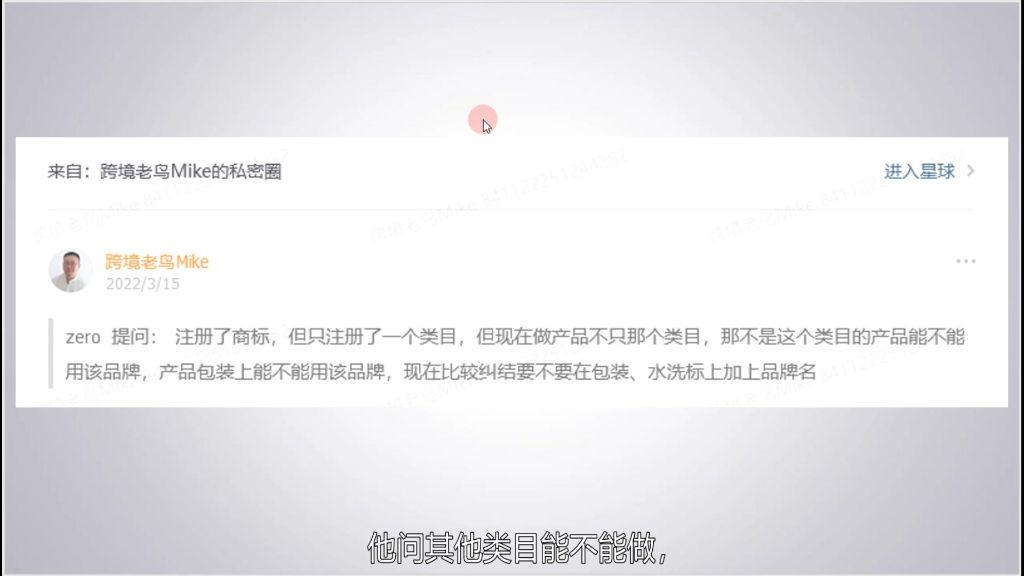 来自：跨境老鸟Mike的私密圈
进入星球
跨境老鸟Mike
2022/3/15
zero 提问： 注册了商标，但只注册了一个类目，但现在做产品不只那个类目，那不是这个类目的产品能不能
用该品牌，产品包装上能不能用该品牌，现在比较纠结要不要在包装、水洗标上加上品牌名
他问其他类目能不能做，